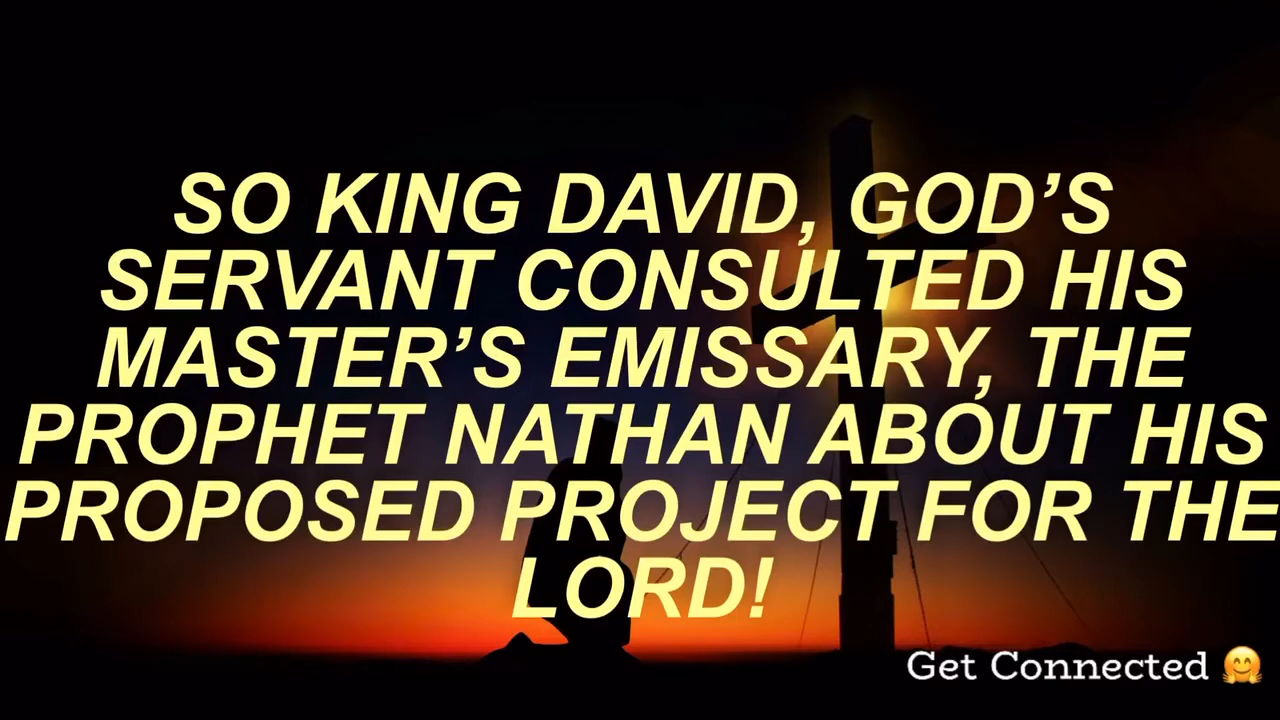 SO KING DAVID, GOD’S
SERVANT CONSULTED HIS
MASTER’S EMISSARY, THE
PROPHET NATHAN ABOUT HIS
PROPOSED PROJECT FOR THE
LORD!
Get Connected 🤗